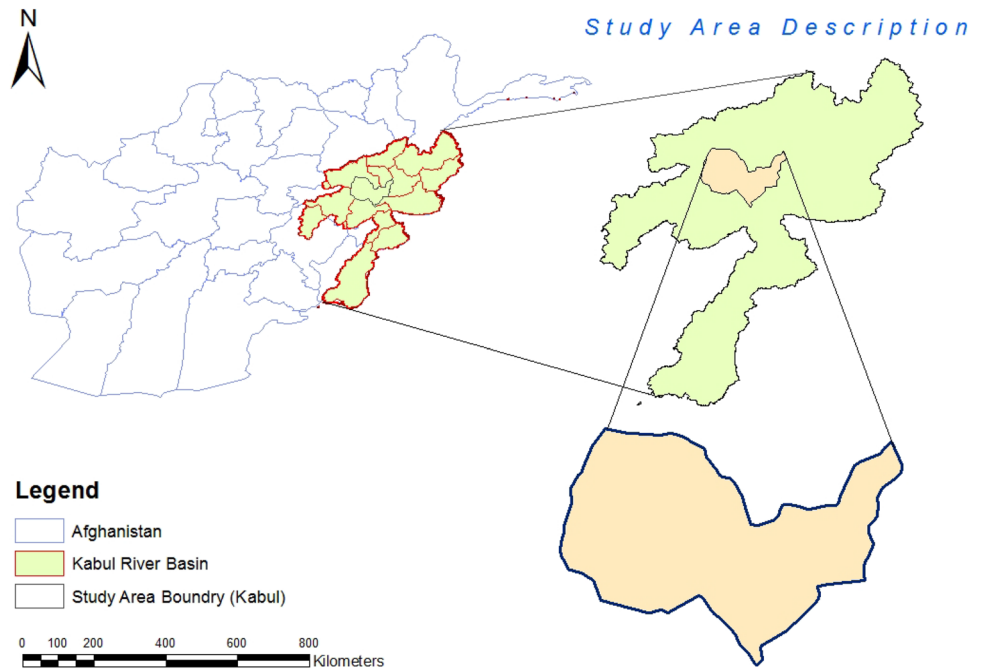 N
Study Area Description
Legend
Afghanistan
Kabul River Basin
Study Area Boundry (Kabul)
0 100 200 400 600 800
Kilometers